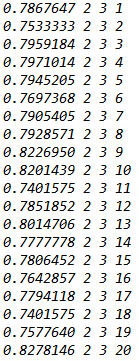 0.7867647 2 3 1
0.7533333 2 3 2
0.7959184 2 3 3
0.7971014 2 3 4
0.7945205 2 3 5
0.7697368 2 3 6
0.7905405 2 3 7
0.7928571 2 3 8
0.8226950 2 3 9
0.8201439 2 3 10
0.7401575 2 3 11
0.7851852 2 3 12
0.8014706 2 3 13
0.7777778 2 3 14
0.7806452 2 3 15
0.7642857 2 3 16
0.7794118 2 3 17
0.7401575 2 3 18
0.7577640 2 3 19
0.8278146 2 3 20